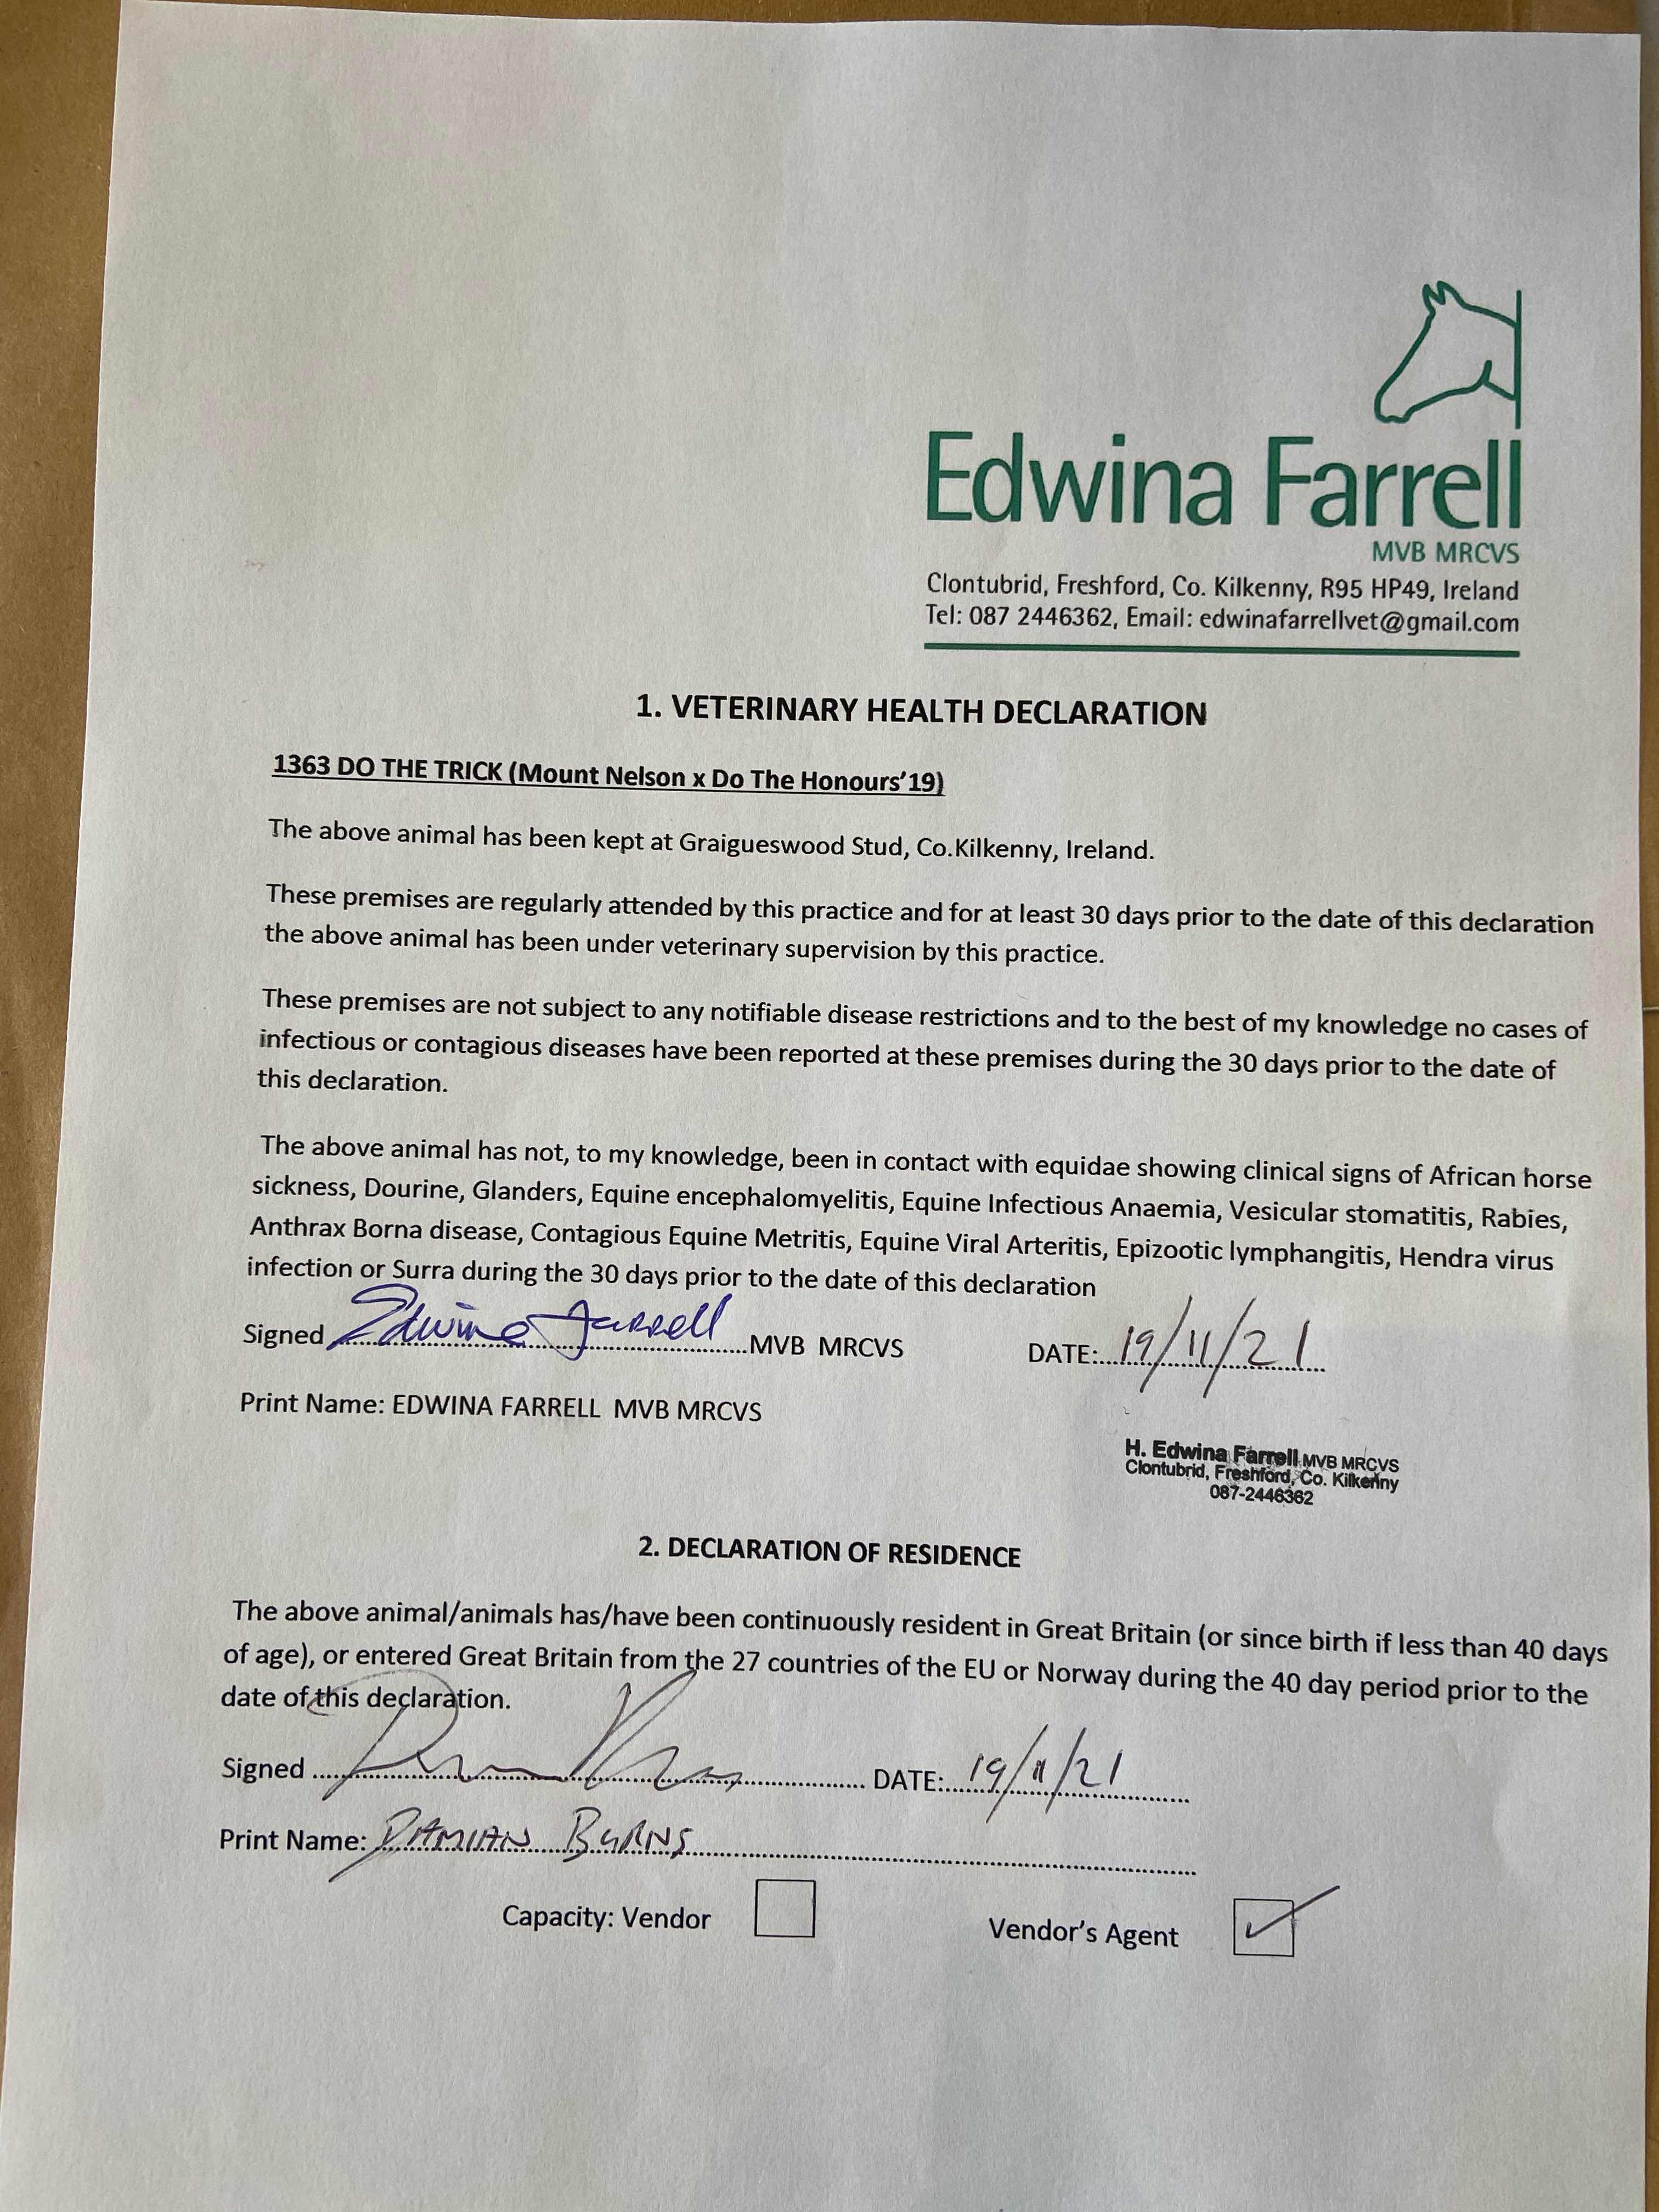 Edwina Farrell
MVB MRCVS
Clontubrid, Freshford, Co. Kilkenny, R95 HP49, Ireland
Tel: 087 2446362, Email: edwinafarrellvet@gmail.com
1. VETERINARY HEALTH DECLARATION
1363 DO THE TRICK (Mount Nelson x Do The Honours'19)
The above animal has been kept at Graigueswood Stud, Co.Kilkenny, Ireland.
These premises are regularly attended by this practice and for at least 30 days prior to the date of this declaration
the above animal has been under veterinary supervision by this practice.
These premises are not subject to any notifiable disease restrictions and to the best of my knowledge no cases of
infectious or contagious diseases have been reported at these premises during the 30 days prior to the date of
this declaration.
The above animal has not, to my knowledge, been in contact with equidae showing clinical signs of African horse
sickness, Dourine, Glanders, Equine encephalomyelitis, Equine Infectious Anaemia, Vesicular stomatitis, Rabies,
Anthrax Borna disease, Contagious Equine Metritis, Equine Viral Arteritis, Epizootic lymphangitis, Hendra virus
infection or Surra during the 30 days prior to the date of this declaration
Signed Edwina Farrell MVB MRCVS DATE: 19/11/21
Print Name: EDWINA FARRELL MVB MRCVS
H. Edwina Farrell MVB MRCVS
Clontubrid, Freshford, Co. Kilkenny
087-2446362
2. DECLARATION OF RESIDENCE
The above animal/animals has/have been continuously resident in Great Britain (or since birth if less than 40 days
of age), or entered Great Britain from the 27 countries of the EU or Norway during the 40 day period prior to the
date of this declaration.
Signed DATE: 19/11/21
Print Name: DAMIAN BURNS
Capacity: Vendor Vendor's Agent